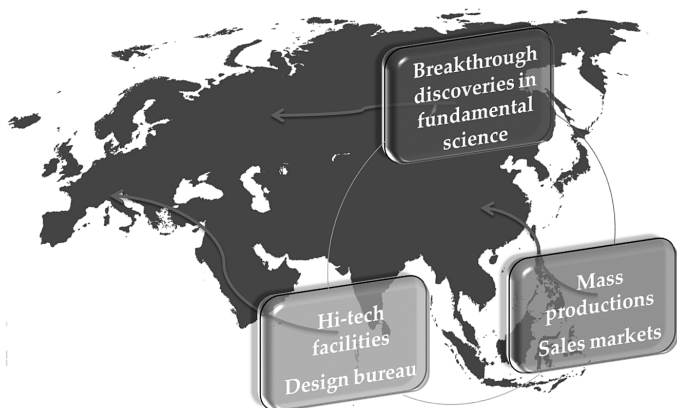 Breakthrough
discoveries in
fundamental
science
Mass
productions
Sales markets
Hi-tech
facilities
Design bureau